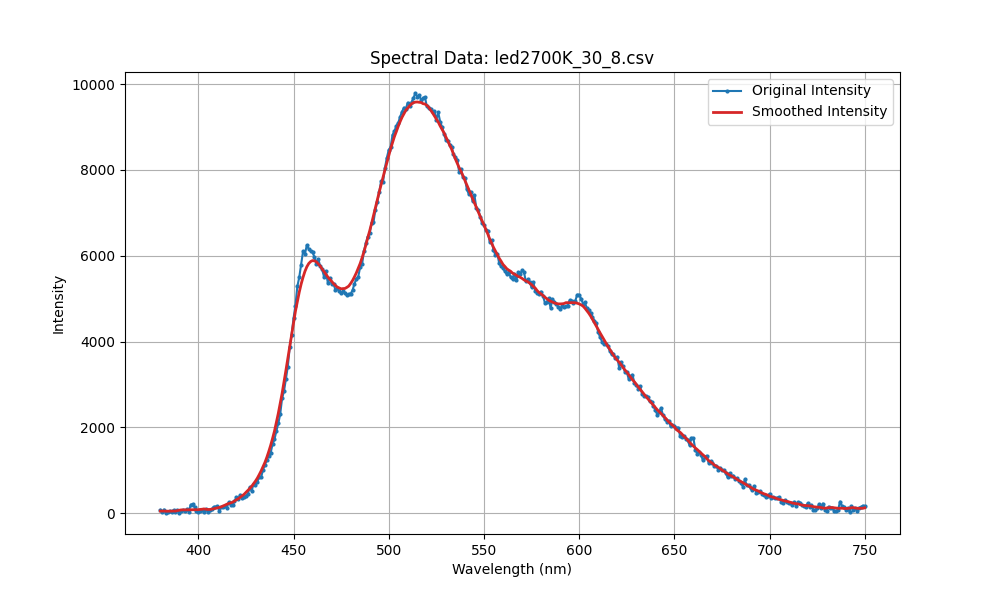 Spectral Data: led2700K_30_8.csv
Original Intensity
Smoothed Intensity
10000
8000
6000
4000
2000
0
Intensity
400 450 500 550 600 650 700 750
Wavelength (nm)